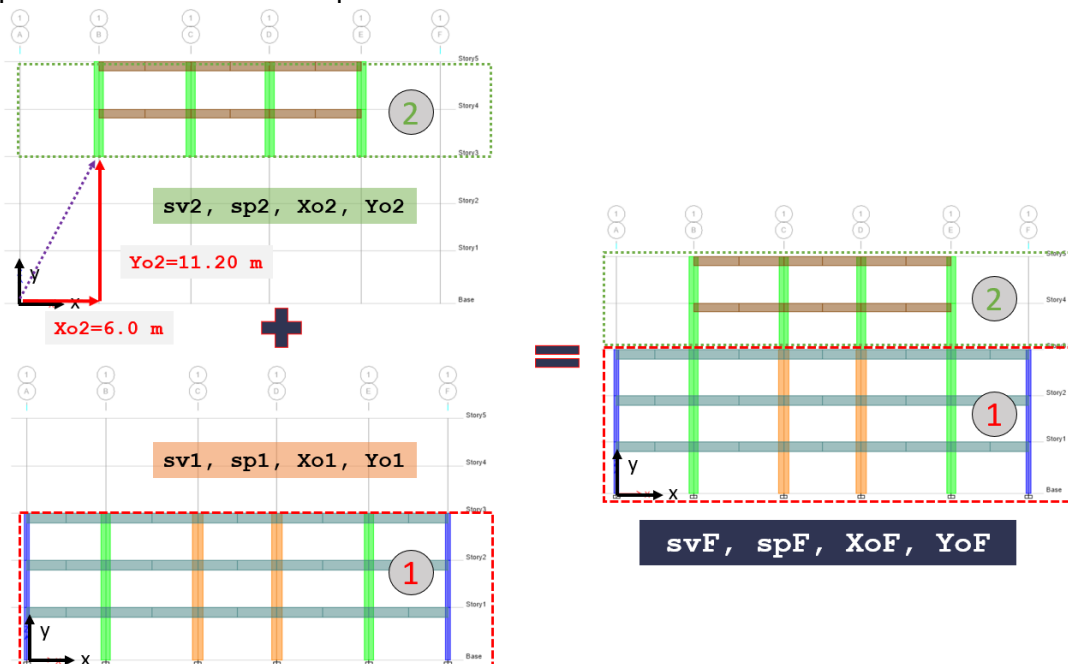 1 1 1 1 1 1
A B C D E F
Story5
Story4
2
Story3
sv2, sp2, Xo2, Yo2
Story2
Yo2=11.20 m
Story1
y
x
Base
Xo2=6.0 m
1 1 1 1 1 1
A B C D E F
Story5
sv1, sp1, Xo1, Yo1
Story4
Story3
Story2
1
Story1
y
x
Base
1 1 1 1 1 1
A B C D E F
Story5
2
Story4
Story2
1
Story1
y
x
Base
svF, spF, XoF, YoF